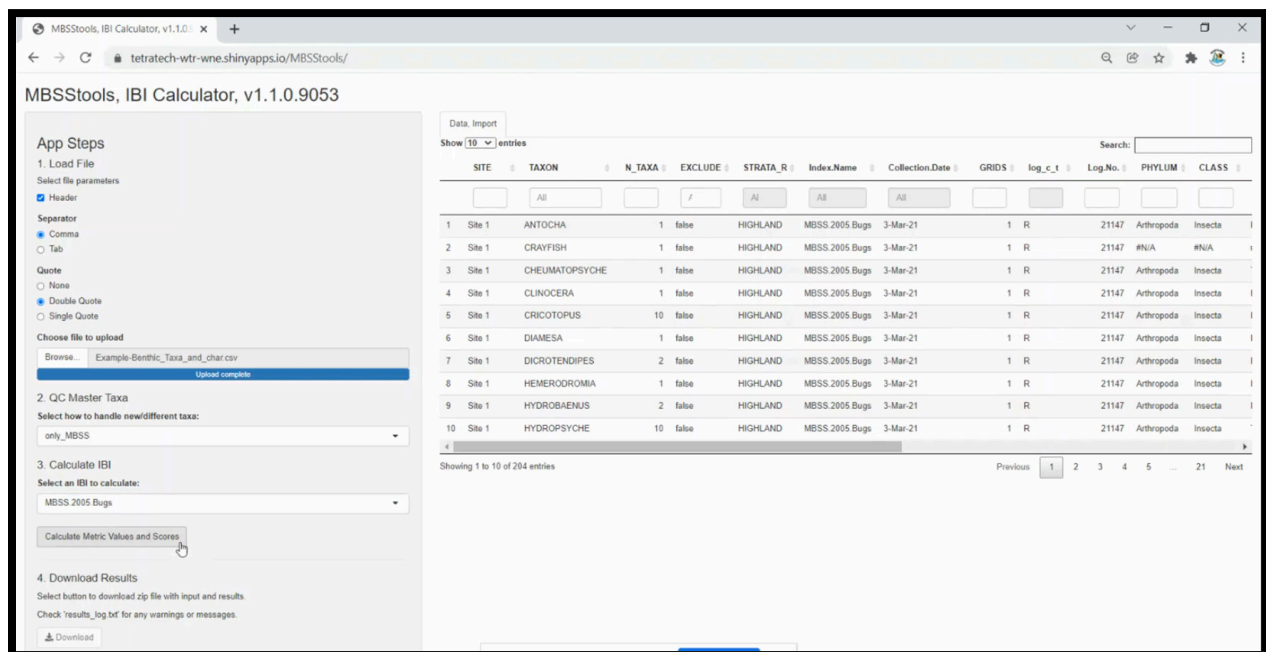 MBSStools, IBI Calculator, v1.1.0.9
tetratech-wtr-wne.shinyapps.io/MBSStools/
MBSStools, IBI Calculator, v1.1.0.9053
App Steps
1. Load File
Select file parameters
Header
Separator
Comma
Tab
Quote
None
Double Quote
Single Quote
Choose file to upload
Browse... Example-Benthic_Taxa_and_char.csv
Upload complete
2. QC Master Taxa
Select how to handle new/different taxa:
only_MBSS
3. Calculate IBI
Select an IBI to calculate:
MBSS.2005.Bugs
Calculate Metric Values and Scores
4. Download Results
Select button to download zip file with input and results.
Check 'results_log.txt' for any warnings or messages.
Download
Data, Import
Show 10 entries Search:
SITE TAXON N_TAXA EXCLUDE STRATA_R Index.Name Collection.Date GRIDS log_c_t Log.No. PHYLUM CLASS
All Al All All
1 Site 1 ANTOCHA 1 false HIGHLAND MBSS.2005.Bugs 3-Mar-21 1 R 21147 Arthropoda Insecta
2 Site 1 CRAYFISH 1 false HIGHLAND MBSS.2005.Bugs 3-Mar-21 1 R 21147 #N/A #N/A
3 Site 1 CHEUMATOPSYCHE 1 false HIGHLAND MBSS.2005.Bugs 3-Mar-21 1 R 21147 Arthropoda Insecta
4 Site 1 CLINOCERA 1 false HIGHLAND MBSS.2005.Bugs 3-Mar-21 1 R 21147 Arthropoda Insecta
5 Site 1 CRICOTOPUS 10 false HIGHLAND MBSS.2005.Bugs 3-Mar-21 1 R 21147 Arthropoda Insecta
6 Site 1 DIAMESA 1 false HIGHLAND MBSS.2005.Bugs 3-Mar-21 1 R 21147 Arthropoda Insecta
7 Site 1 DICROTENDIPES 2 false HIGHLAND MBSS.2005.Bugs 3-Mar-21 1 R 21147 Arthropoda Insecta
8 Site 1 HEMERODROMIA 1 false HIGHLAND MBSS.2005.Bugs 3-Mar-21 1 R 21147 Arthropoda Insecta
9 Site 1 HYDROBAENUS 2 false HIGHLAND MBSS.2005.Bugs 3-Mar-21 1 R 21147 Arthropoda Insecta
10 Site 1 HYDROPSYCHE 10 false HIGHLAND MBSS.2005.Bugs 3-Mar-21 1 R 21147 Arthropoda Insecta
Showing 1 to 10 of 204 entries Previous 1 2 3 4 5 ... 21 Next